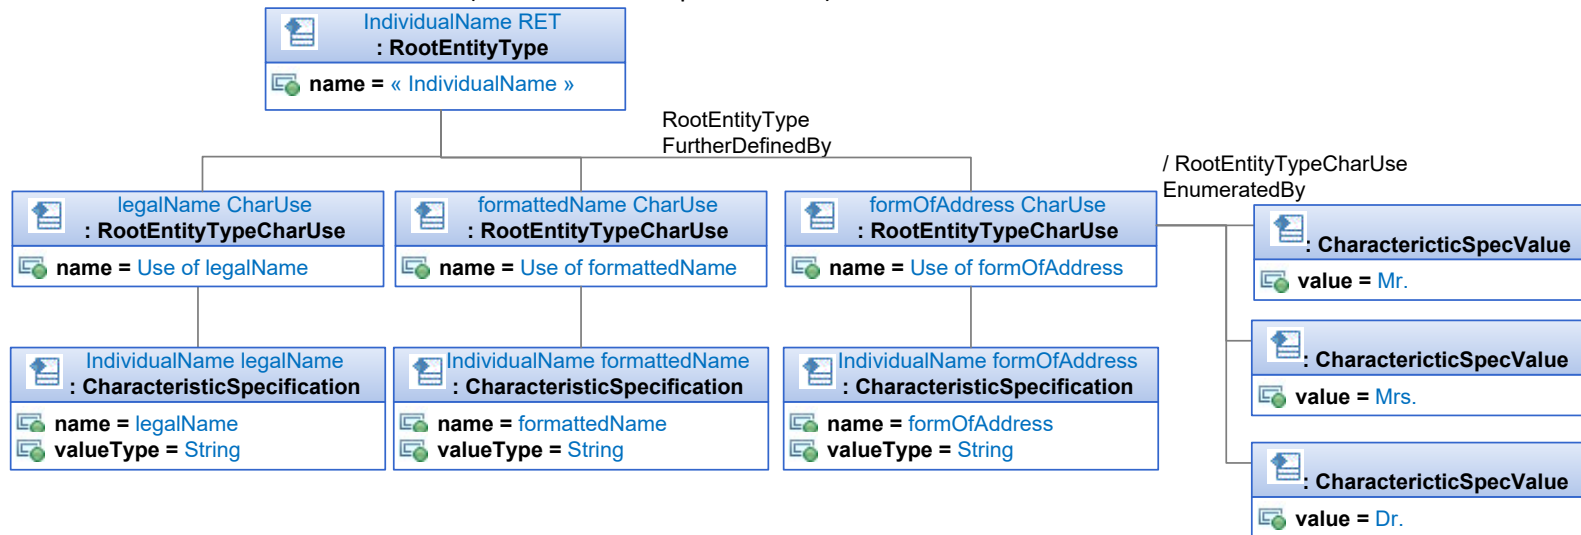 IndividualName RET
: RootEntityType
name = « IndividualName »
RootEntityType
FurtherDefinedBy
/ RootEntityTypeCharUse
EnumeratedBy
legalName CharUse
: RootEntityTypeCharUse
name = Use of legalName
formattedName CharUse
: RootEntityTypeCharUse
name = Use of formattedName
formOfAddress CharUse
: RootEntityTypeCharUse
name = Use of formOfAddress
: CharactericticSpecValue
value = Mr.
: CharactericticSpecValue
value = Mrs.
: CharactericticSpecValue
value = Dr.
IndividualName legalName
: CharacteristicSpecification
name = legalName
valueType = String
IndividualName formattedName
: CharacteristicSpecification
name = formattedName
valueType = String
IndividualName formOfAddress
: CharacteristicSpecification
name = formOfAddress
valueType = String